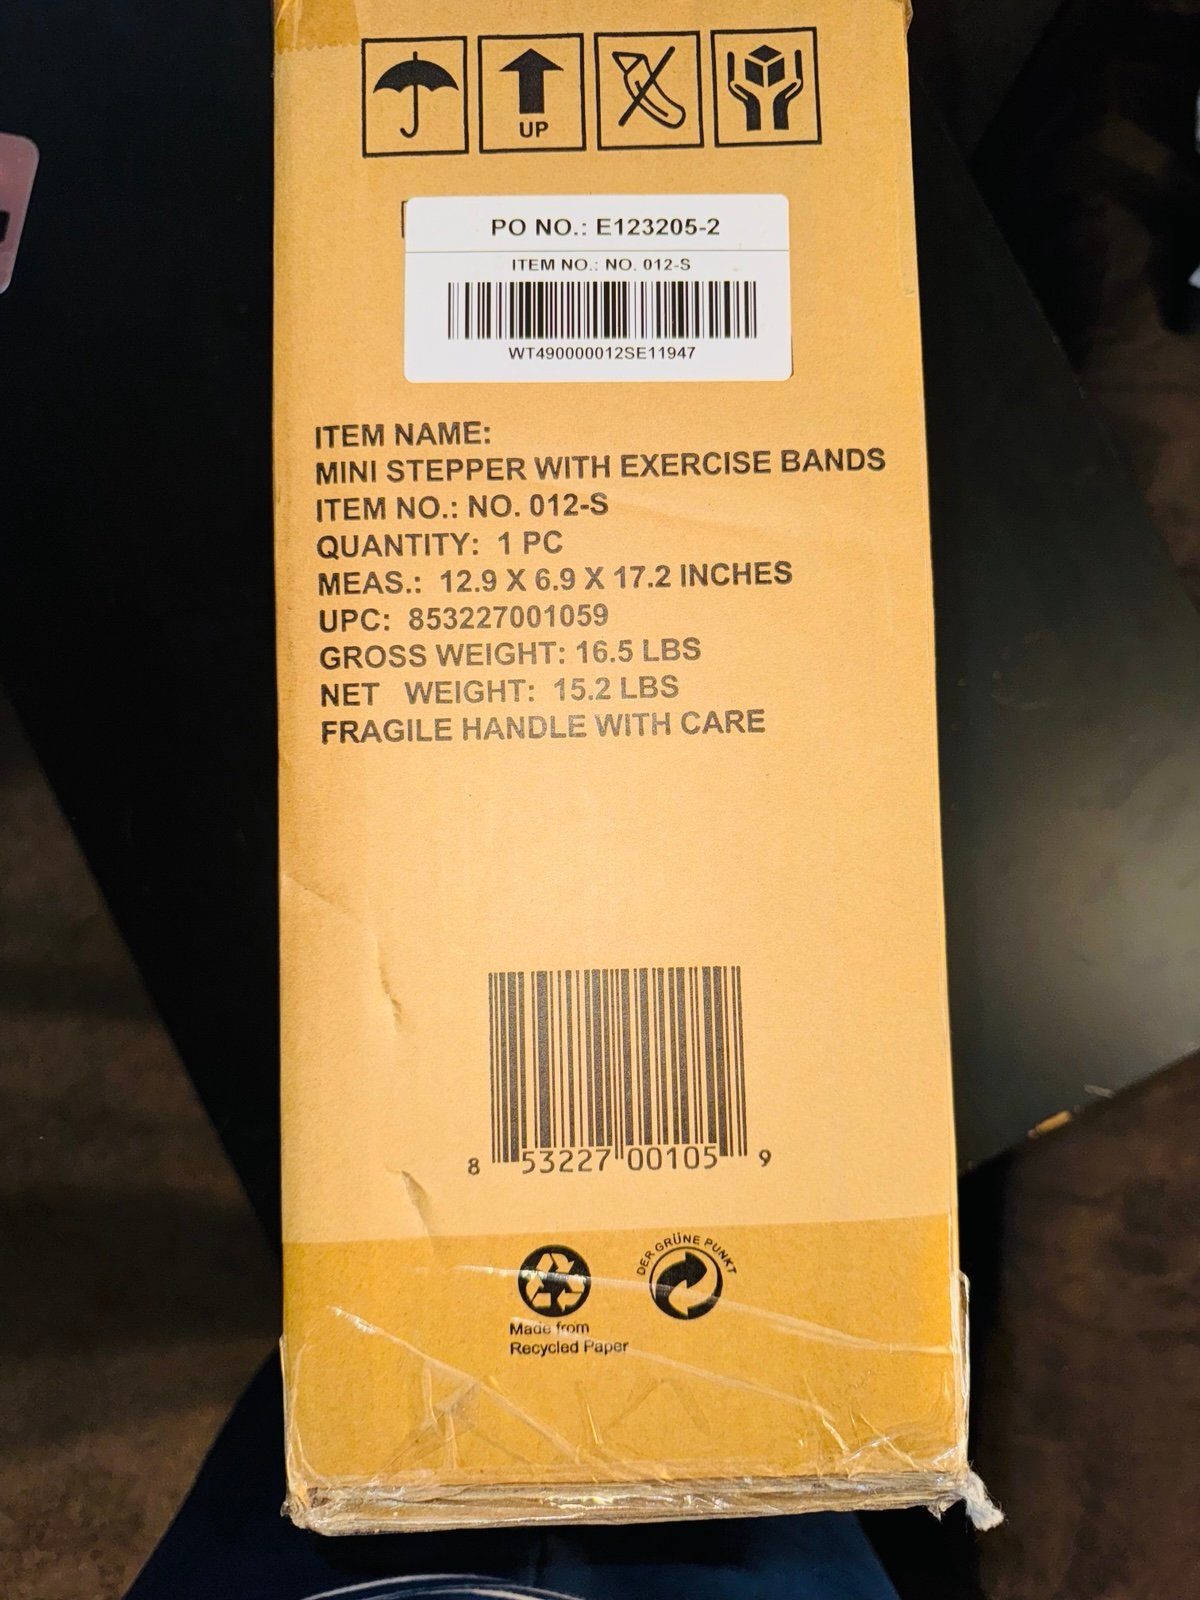 UP
PO NO.: E123205-2
ITEM NO.: NO. 012-S
WT490000012SE11947
ITEM NAME:
MINI STEPPER WITH EXERCISE BANDS
ITEM NO.: NO. 012-S
QUANTITY: 1 PC
MEAS.: 12.9 X 6.9 X 17.2 INCHES
UPC: 853227001059
GROSS WEIGHT: 16.5 LBS
NET WEIGHT: 15.2 LBS
FRAGILE HANDLE WITH CARE
8 53227 00105 9
DER GRÜNE PUNKT
Made from
Recycled Paper